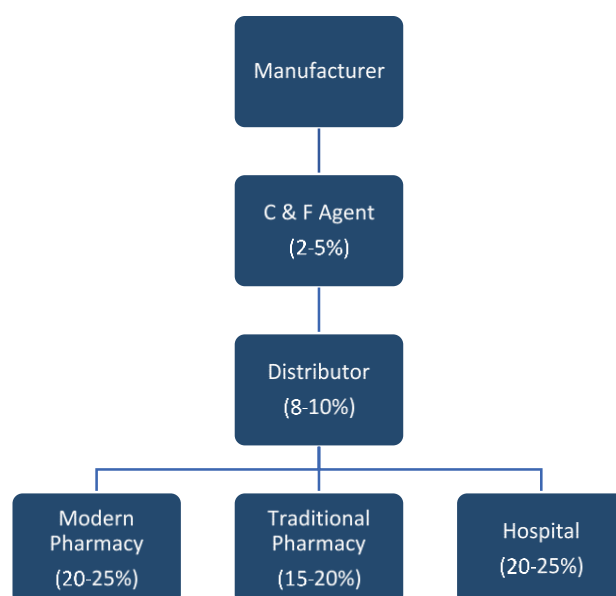 Manufacturer
C & F Agent
(2-5%)
Distributor
(8-10%)
Modern
Pharmacy
(20-25%)
Traditional
Pharmacy
(15-20%)
Hospital
(20-25%)